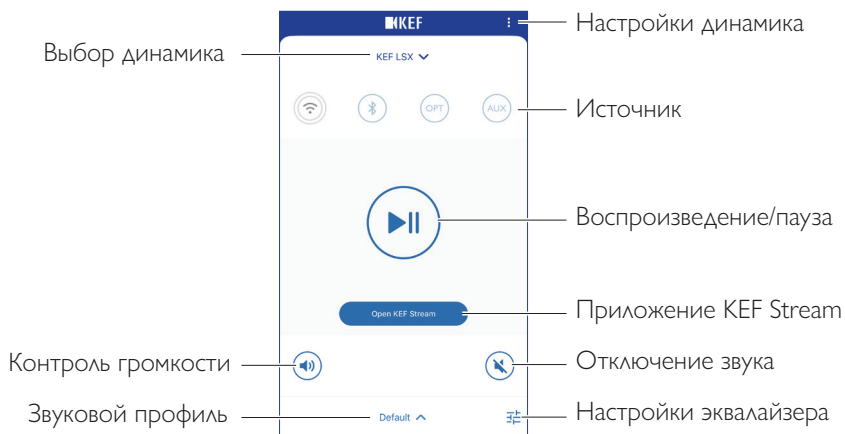 KEF
Настройки динамика
Выбор динамика
KEF LSX
OPT
AUX
Источник
Воспроизведение/пауза
Open KEF Stream
Приложение KEF Stream
Контроль громкости
Отключение звука
Звуковой профиль
Default
Настройки эквалайзера